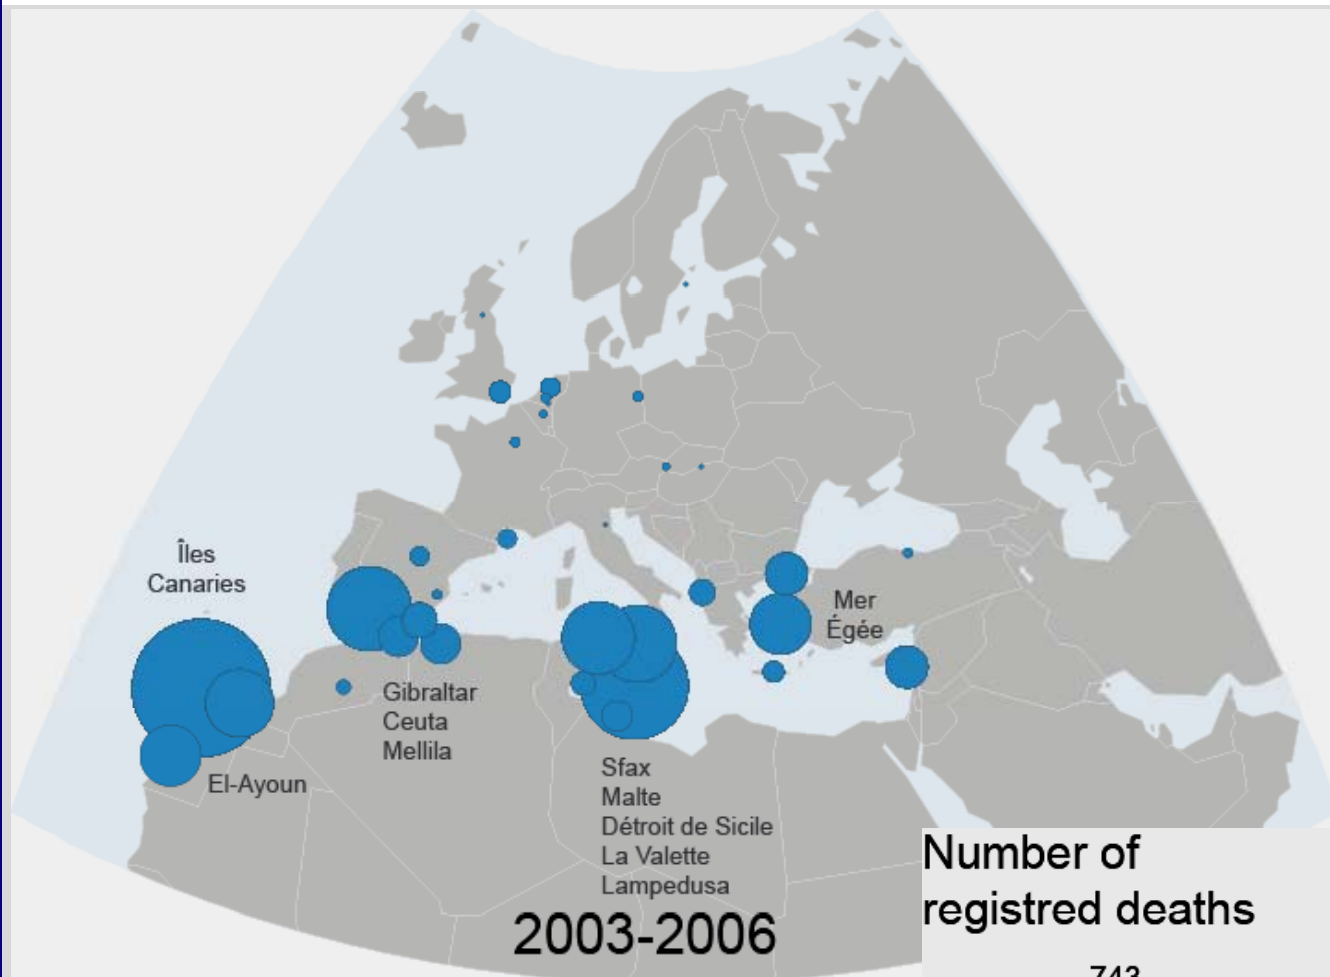 Îles
Canaries
Mer
Égée
Gibraltar
Ceuta
Mellila
El-Ayoun
Sfax
Malte
Détroit de Sicile
La Valette
Lampedusa
2003-2006
Number of
registred deaths
743